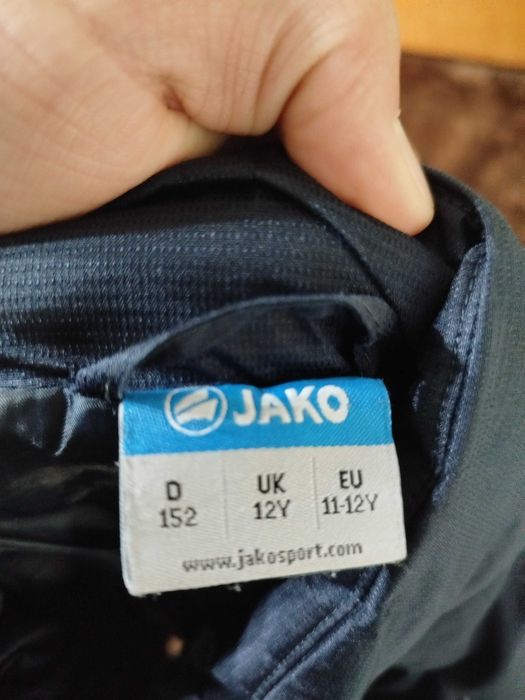 JAKO
D UK EU
152 12Y 11-12Y
www.jakosport.com